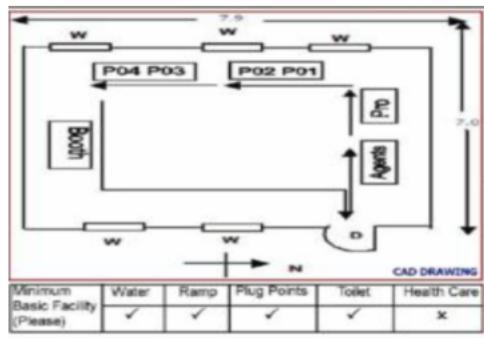 7.9
W W W
P04 P03 P02 P01
Pro
7.0
Booth
Agents
W W D
N
CAD DRAWING
Minimum Basic Facility (Please) Water Ramp Plug Points Toilet Health Care
✓ ✓ ✓ ✓ x